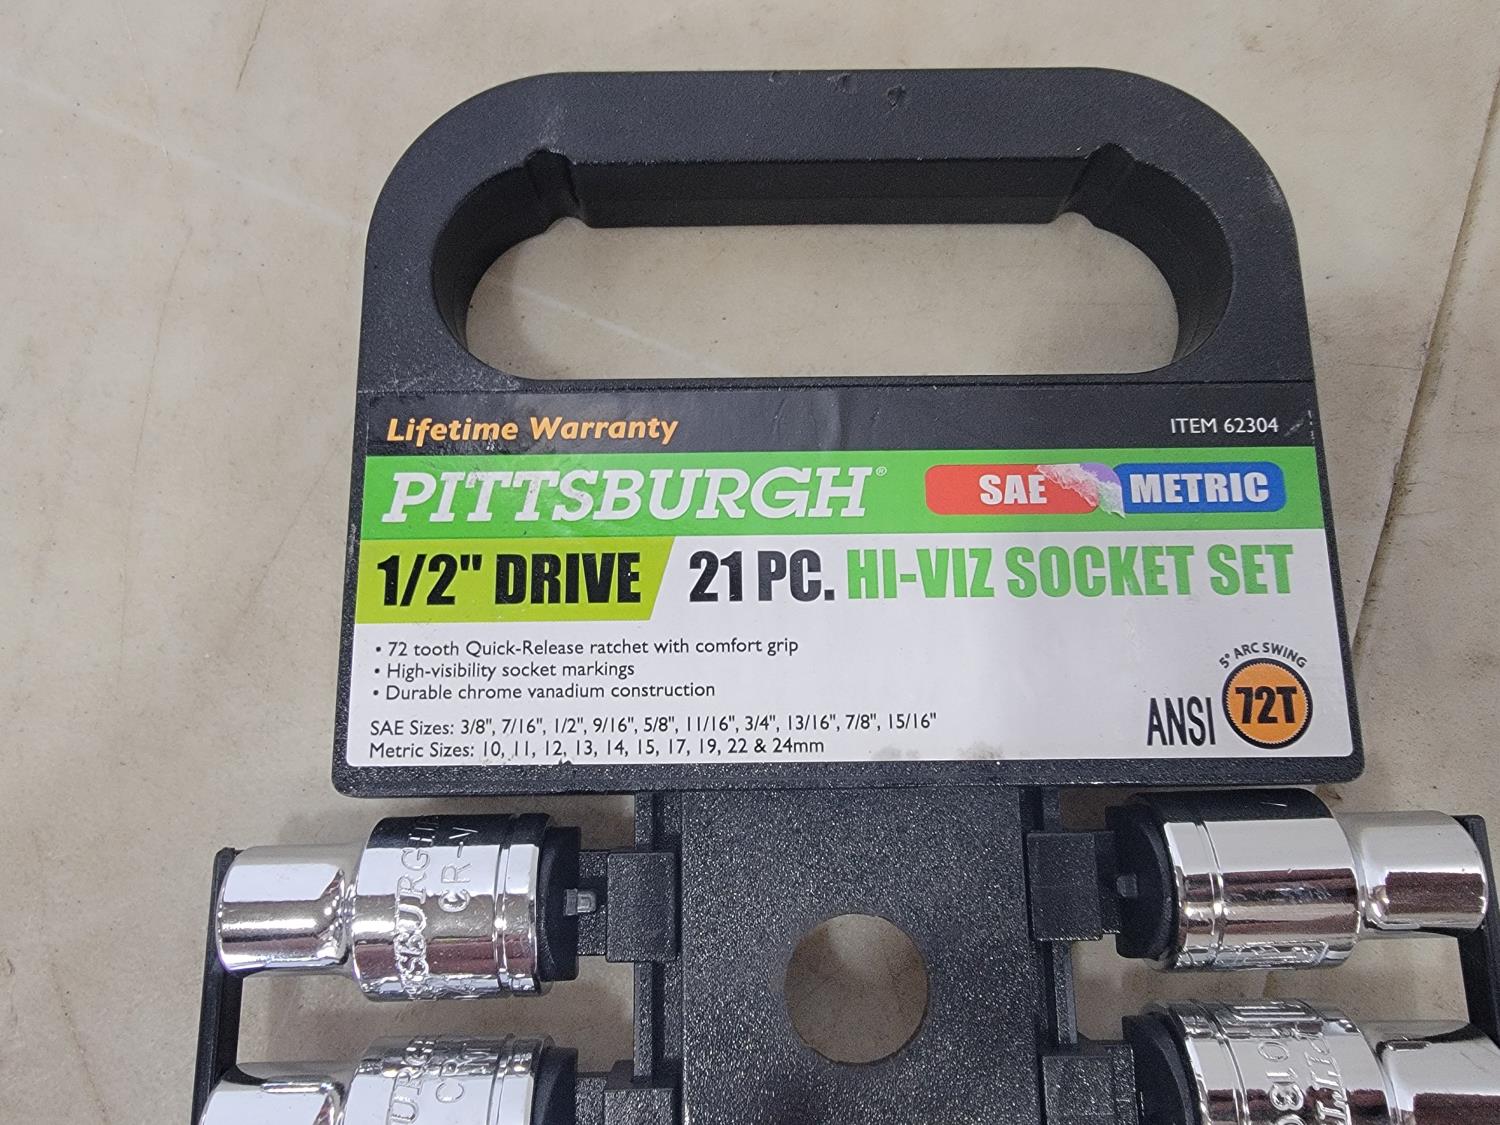 Lifetime Warranty
ITEM 62304
PITTSBURGH®
SAE METRIC
1/2" DRIVE 21 PC. HI-VIZ SOCKET SET
• 72 tooth Quick-Release ratchet with comfort grip
• High-visibility socket markings
• Durable chrome vanadium construction
5° ARC SWING
ANSI 72T
SAE Sizes: 3/8", 7/16", 1/2", 9/16", 5/8", 11/16", 3/4", 13/16", 7/8", 15/16"
Metric Sizes: 10, 11, 12, 13, 14, 15, 17, 19, 22 & 24mm
CR-V